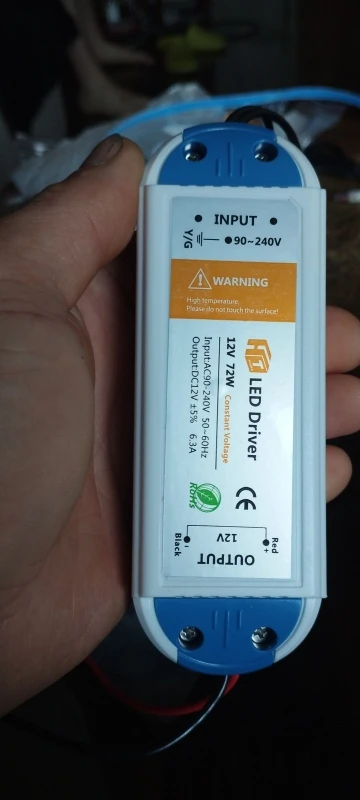 INPUT
Y/G
90~240V
WARNING
High temperature.
Please do not touch the surface!
HT LED Driver
12V 72W Constant Voltage
Input:AC90-240V 50~60Hz
Output:DC12V ±5% 6.3A
CE
RoHs
Red +
Black -
12V
OUTPUT